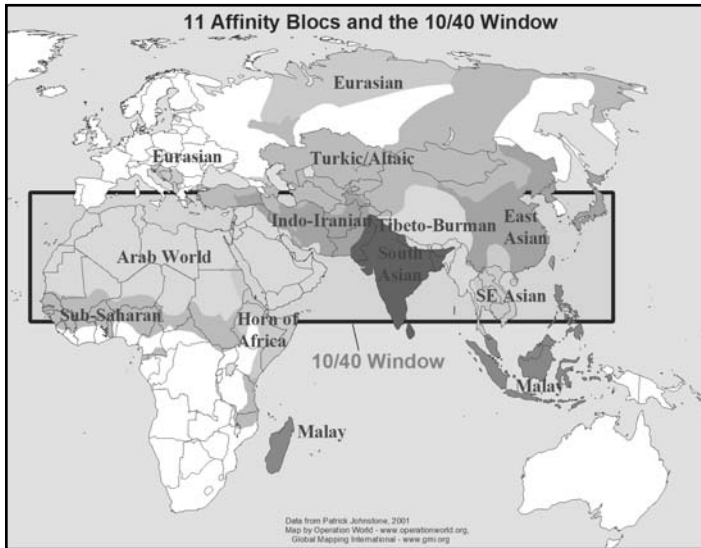 11 Affinity Blocs and the 10/40 Window
Eurasian
Eurasian
Turkic/Altaic
Indo-Iranian
Tibeto-Burman
East
Asian
Arab World
South
Asian
SE Asian
Sub-Saharan
Horn of
Africa
10/40 Window
Malay
Malay
Data from Patrick Johnstone, 2001
Map by Operation World - www.operationworld.org,
Global Mapping International - www.gmi.org